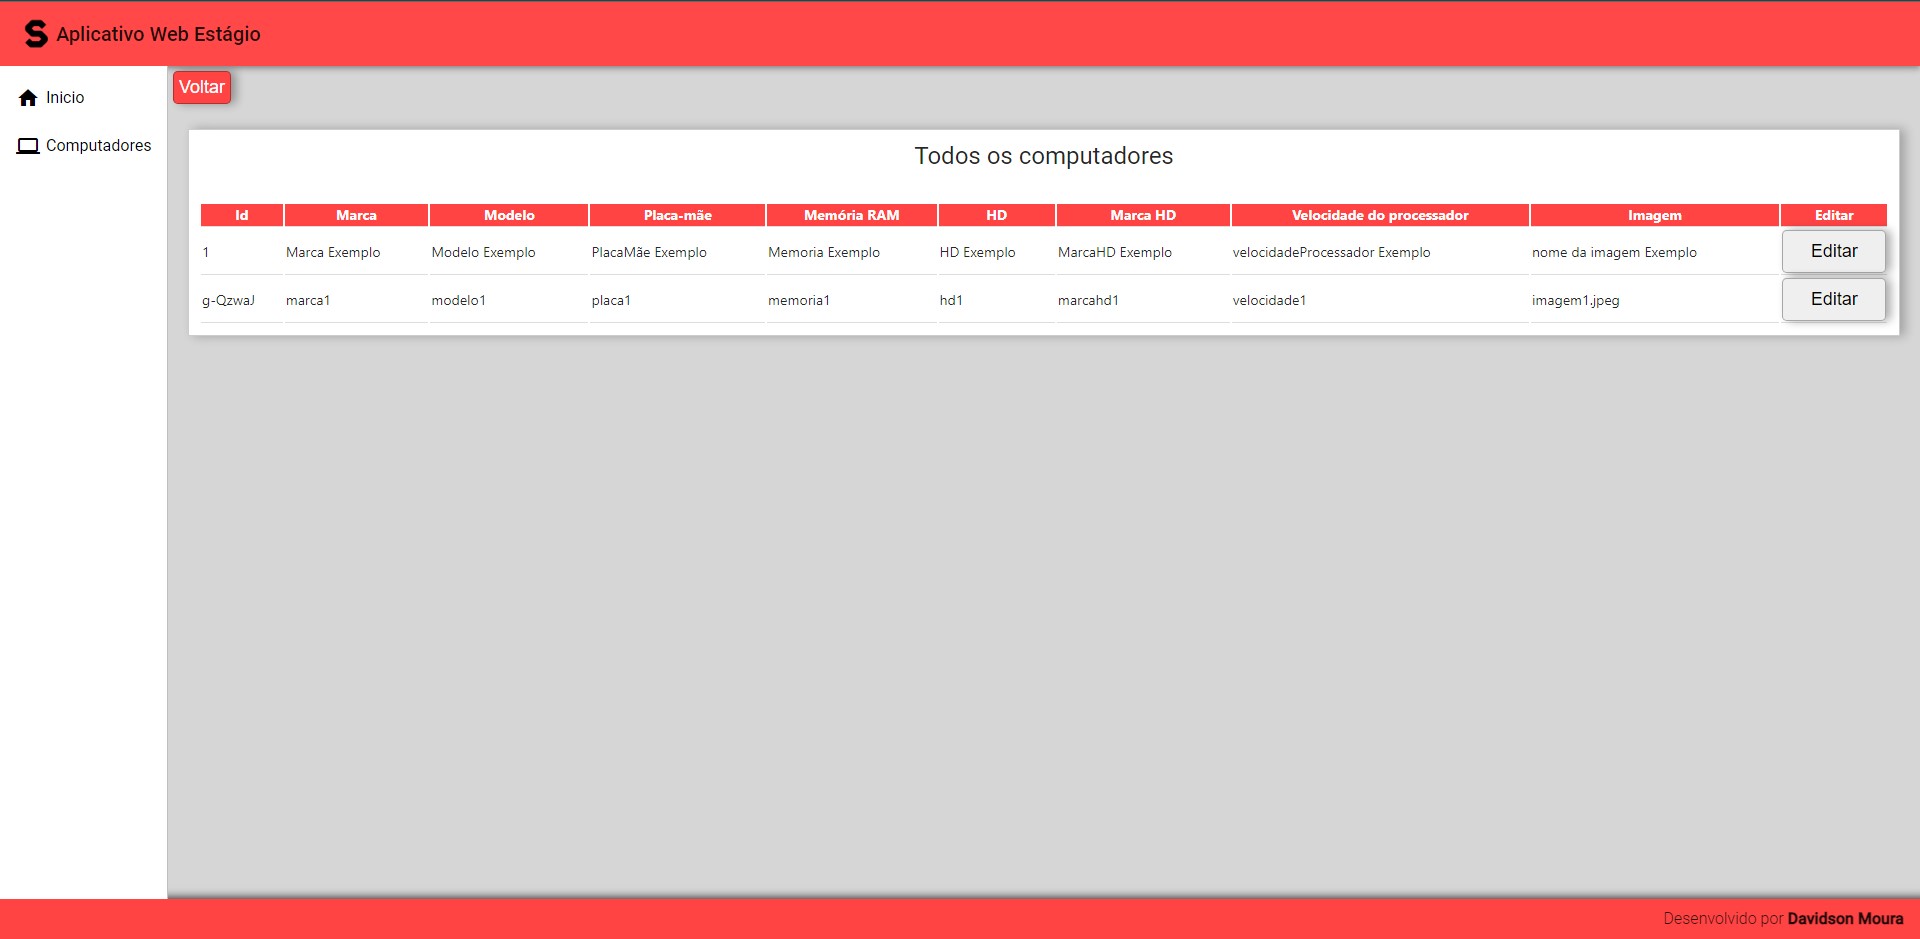 S Aplicativo Web Estágio
Inicio
Computadores
Voltar
Todos os computadores
Id Marca Modelo Placa-mãe Memória RAM HD Marca HD Velocidade do processador Imagem Editar
1 Marca Exemplo Modelo Exemplo PlacaMãe Exemplo Memoria Exemplo HD Exemplo MarcaHD Exemplo velocidadeProcessador Exemplo nome da imagem Exemplo Editar
g-QzwaJ marca1 modelo1 placa1 memoria1 hd1 marcahd1 velocidade1 imagem1.jpeg Editar
Desenvolvido por Davidson Moura